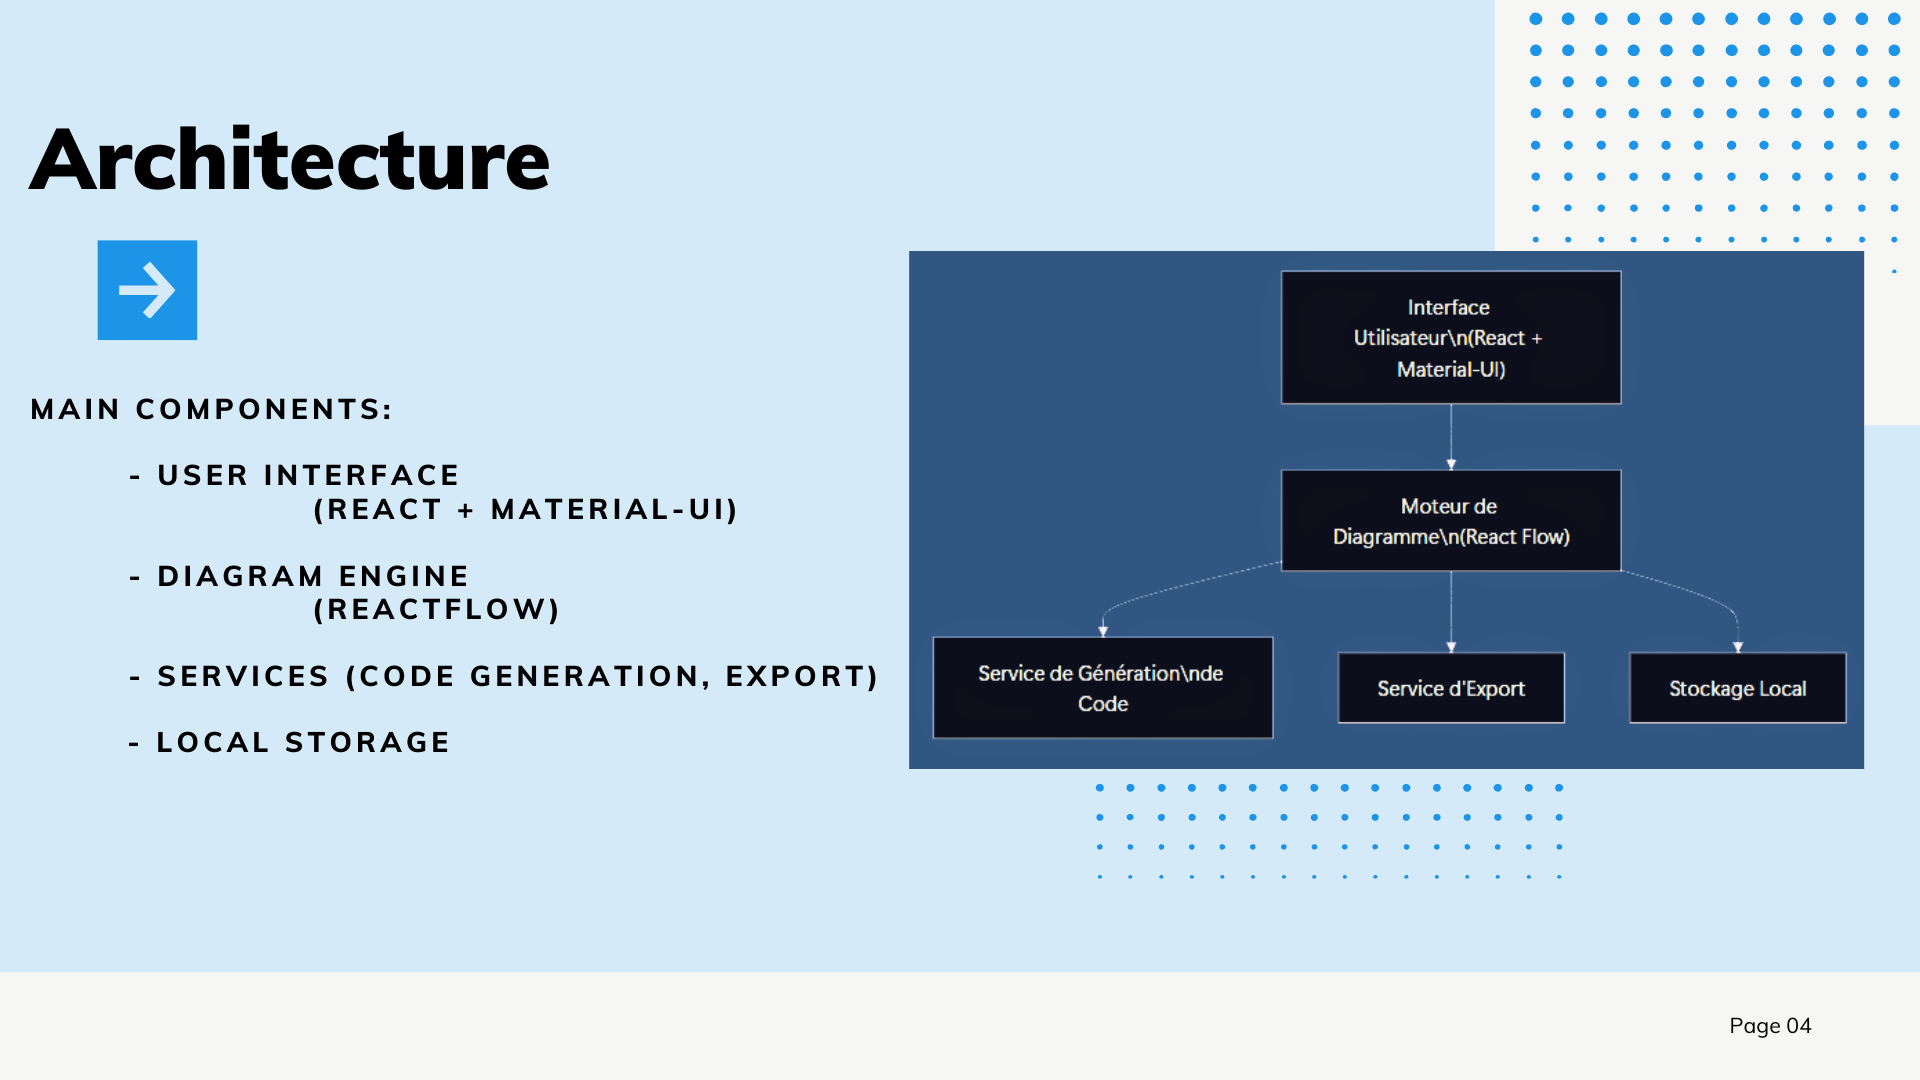 Architecture
MAIN COMPONENTS:
- USER INTERFACE
(REACT + MATERIAL-UI)
- DIAGRAM ENGINE
(REACTFLOW)
- SERVICES (CODE GENERATION, EXPORT)
- LOCAL STORAGE
Interface
Utilisateur\n(React +
Material-UI)
Moteur de
Diagramme\n(React Flow)
Service de Génération\nde
Code
Service d'Export
Stockage Local
Page 04